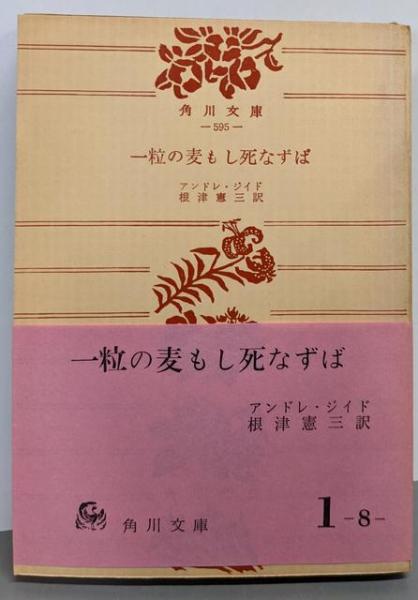 角川文庫
—595—
一粒の麦もし死なずば
アンドレ・ジイド
根津憲三訳
一粒の麦もし死なずば
アンドレ・ジイド
根津憲三訳
角川文庫
1-8-